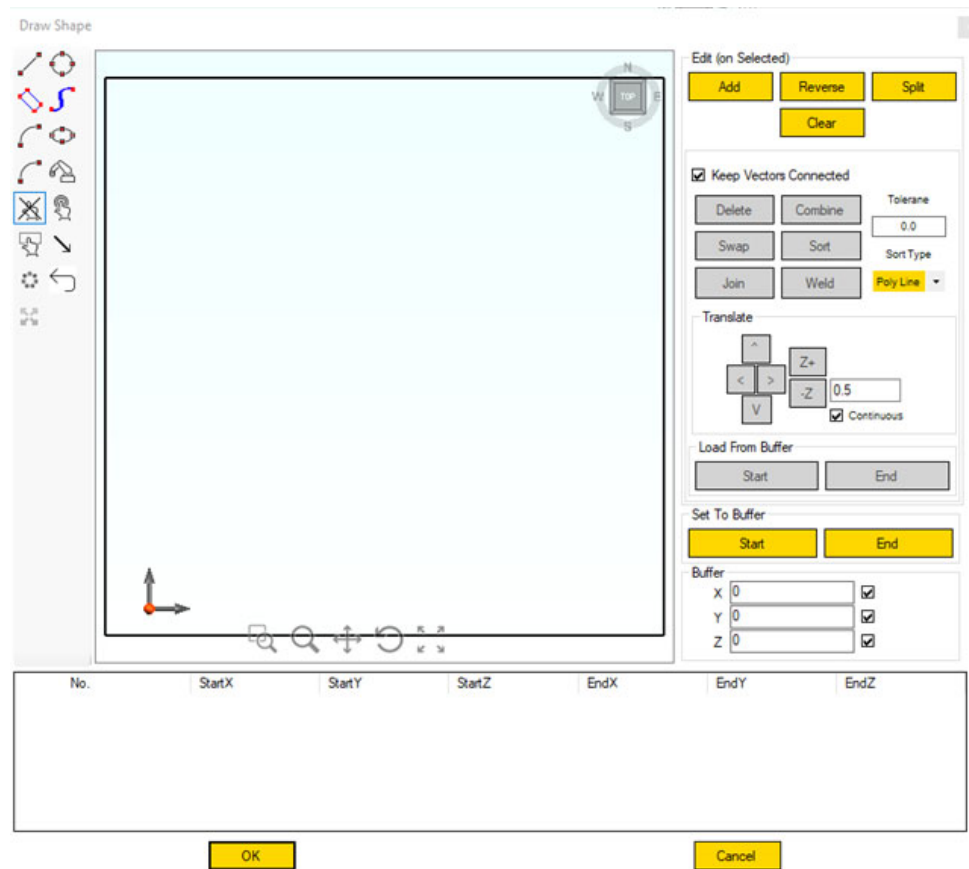 Draw Shape
Edit (on Selected)
Add Reverse Split
Clear
Keep Vectors Connected
Tolerane
Delete Combine
0.0
Swap Sort
Sort Type
Join Weld
Poly Line
Translate
^
Z+
< >
-Z 0.5
V
Continuous
Load From Buffer
Start End
Set To Buffer
Start End
Buffer
X 0
Y 0
Z 0
N
W TOP E
S
No. StartX StartY StartZ EndX EndY EndZ
OK Cancel